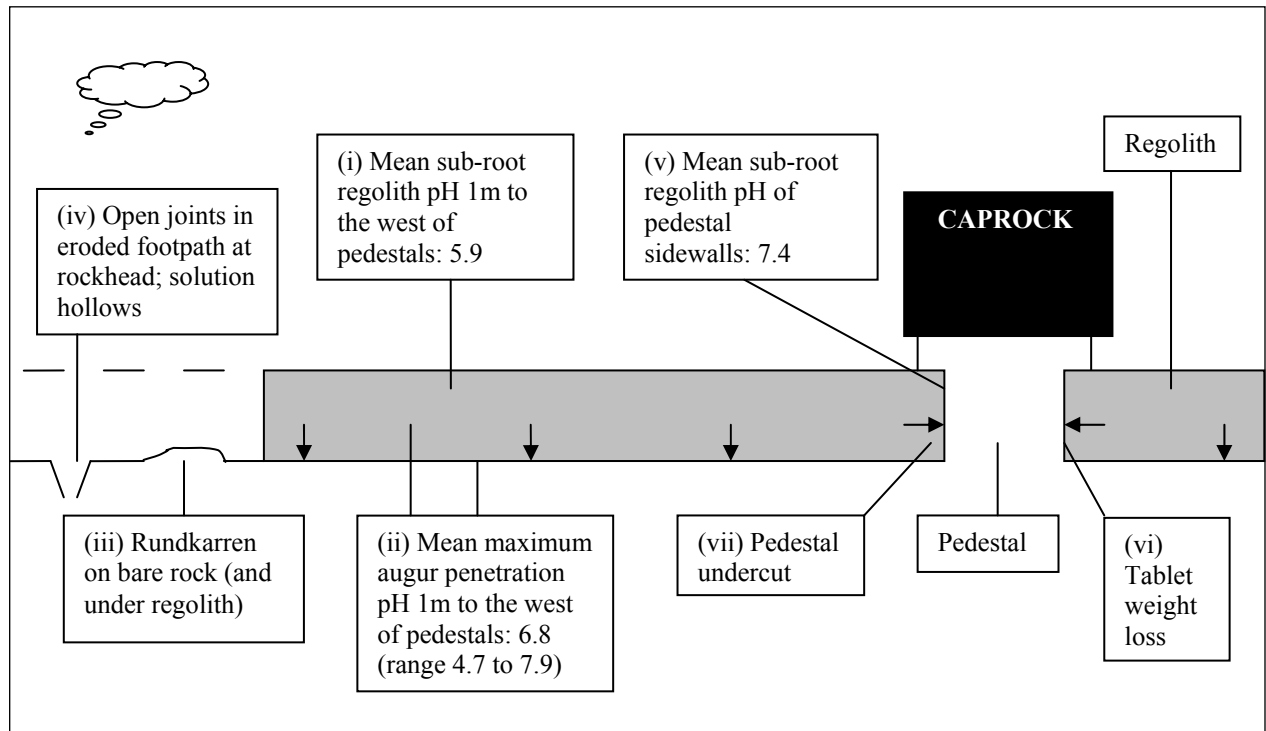 (i) Mean sub-root
regolith pH 1m to
the west of
pedestals: 5.9
(v) Mean sub-root
regolith pH of
pedestal
sidewalls: 7.4
Regolith
(iv) Open joints in
eroded footpath at
rockhead; solution
hollows
CAPROCK
(iii) Rundkarren
on bare rock (and
under regolith)
(ii) Mean maximum
augur penetration
pH 1m to the west
of pedestals: 6.8
(range 4.7 to 7.9)
(vii) Pedestal
undercut
Pedestal
(vi)
Tablet
weight
loss